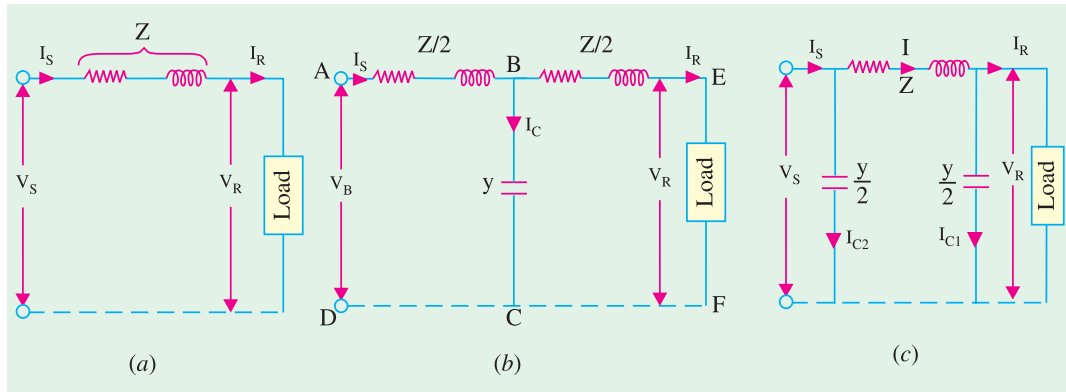 Z
I_S
I_R
V_S
V_R
Load
(a)
Z/2
Z/2
A
I_S
B
I_R
E
I_C
V_B
y
V_R
Load
D
C
F
(b)
I_S
I
I_R
Z
V_S
y/2
y/2
V_R
Load
I_C2
I_C1
(c)